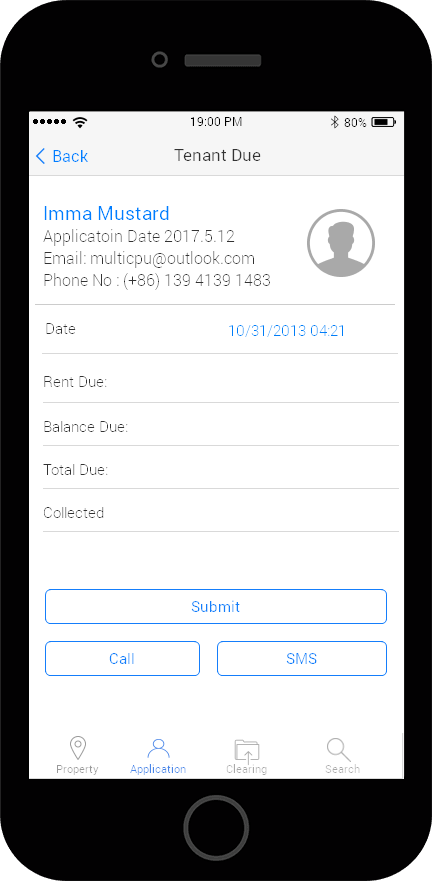 19:00 PM 80%
Back Tenant Due
Imma Mustard
Applicatoin Date 2017.5.12
Email: multicpu@outlook.com
Phone No : (+86) 139 4139 1483
Date 10/31/2013 04:21
Rent Due:
Balance Due:
Total Due:
Collected
Submit
Call SMS
Property Application Clearing Search